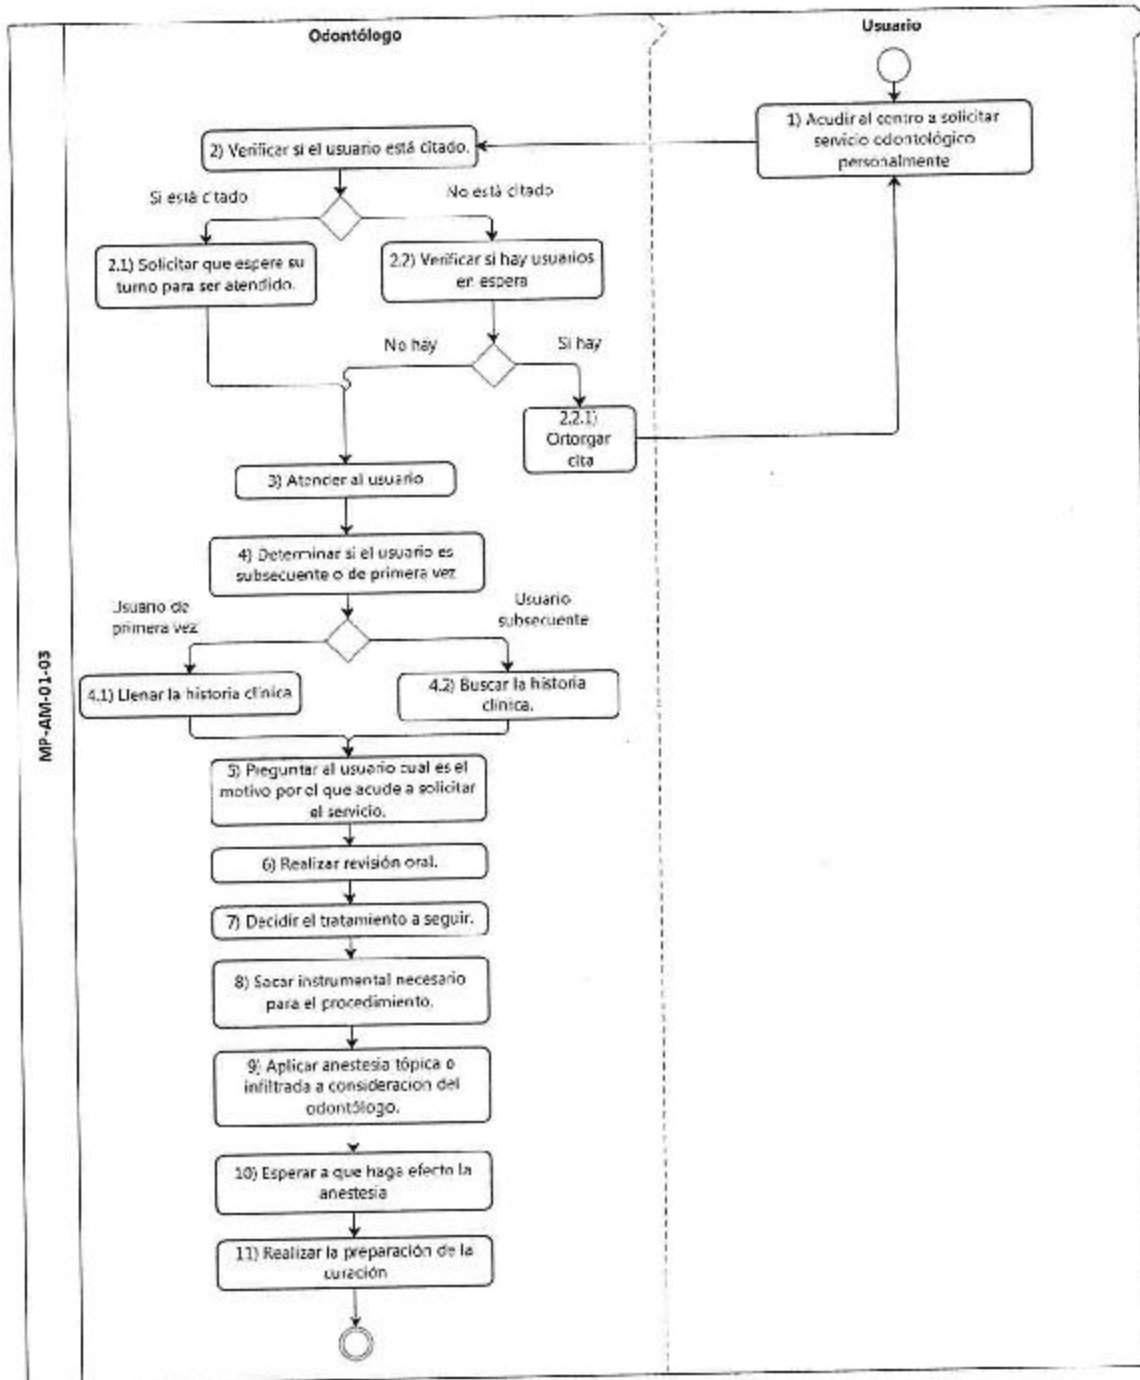 Odontólogo
Usuario
1) Acudir al centro a solicitar
servicio odontológico
personalmente
2) Verificar si el usuario está citado.
Si está citado
No está citado
2.1) Solicitar que espere su
turno para ser atendido.
2.2) Verificar si hay usuarios
en espera
No hay
Si hay
2.2.1)
Ortorgar
cita
3) Atender al usuario
4) Determinar si el usuario es
subsecuente o de primera vez
Usuario de
primera vez
Usuario
subsecuente
4.1) Llenar la historia clínica
4.2) Buscar la historia
clínica.
5) Preguntar al usuario cual es el
motivo por el que acude a solicitar
el servicio.
6) Realizar revisión oral.
7) Decidir el tratamiento a seguir.
8) Sacar instrumental necesario
para el procedimiento.
9) Aplicar anestesia tópica o
infiltrada a consideracion del
odontólogo.
10) Esperar a que haga efecto la
anestesia
11) Realizar la preparación de la
curación
MP-AM-01-03